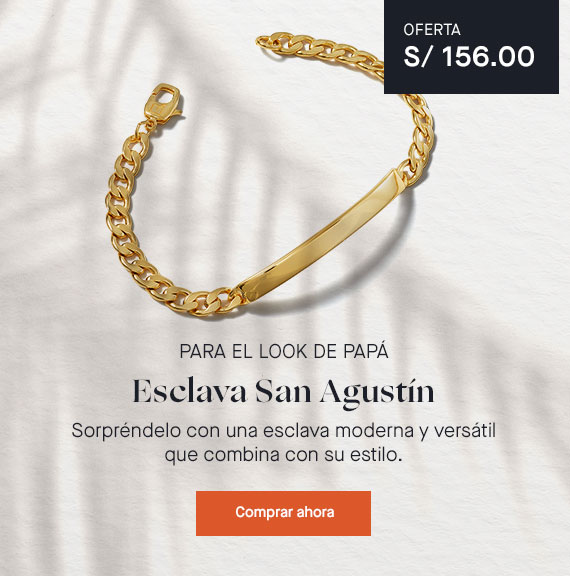 OFERTA
S/ 156.00
PARA EL LOOK DE PAPÁ
Esclava San Agustín
Sorpréndelo con una esclava moderna y versátil
que combina con su estilo.
Comprar ahora